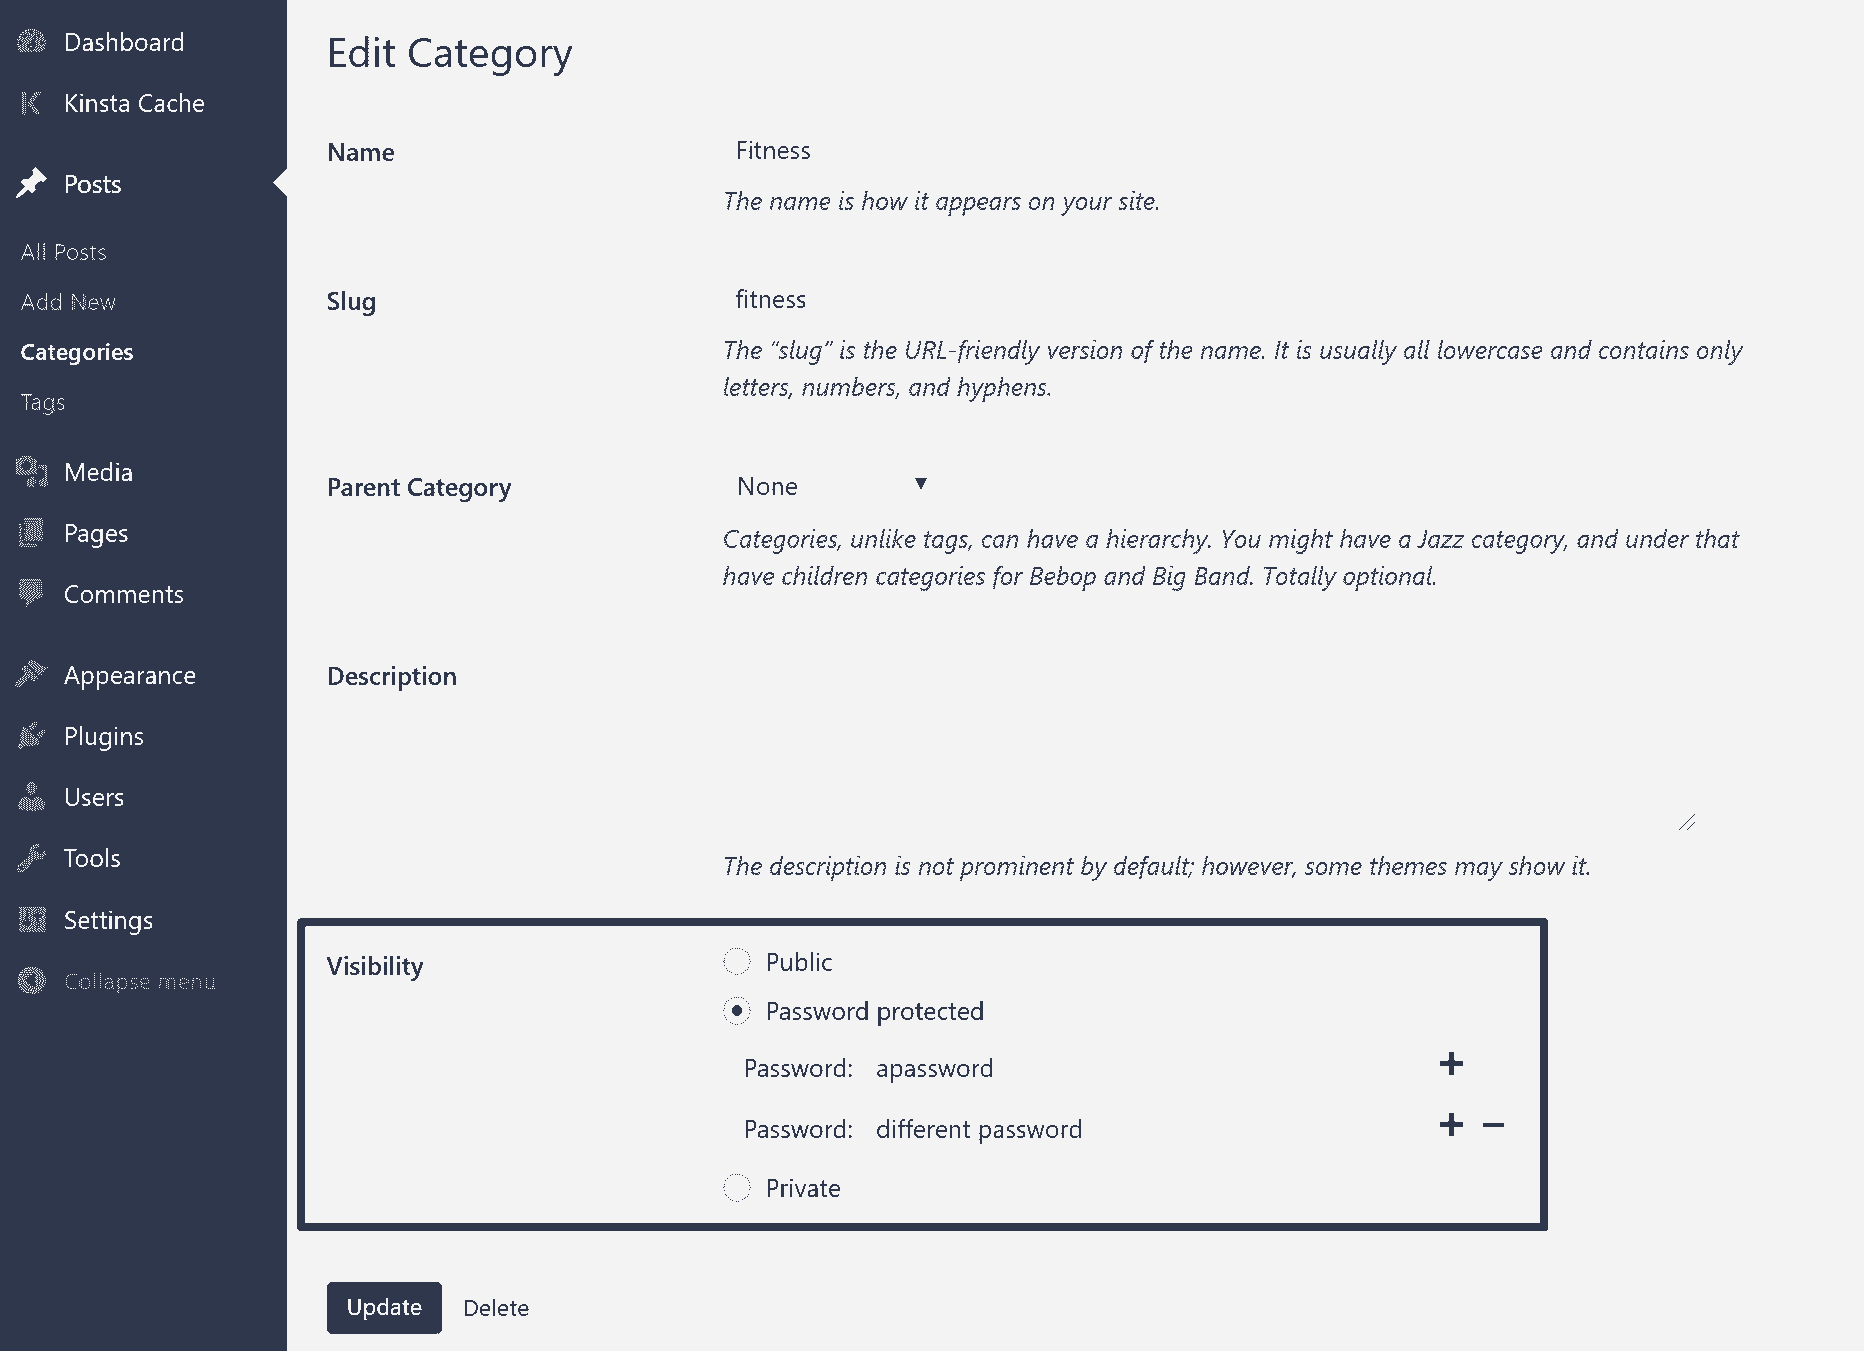 Dashboard
Kinsta Cache
Posts
All Posts
Add New
Categories
Tags
Media
Pages
Comments
Appearance
Plugins
Users
Tools
Settings
Collapse menu
Edit Category
Name
Fitness
The name is how it appears on your site.
Slug
fitness
The “slug” is the URL-friendly version of the name. It is usually all lowercase and contains only
letters, numbers, and hyphens.
Parent Category
None
Categories, unlike tags, can have a hierarchy. You might have a Jazz category, and under that
have children categories for Bebop and Big Band. Totally optional.
Description
The description is not prominent by default; however, some themes may show it.
Visibility
Public
Password protected
Password: apassword
Password: different password
Private
Update Delete